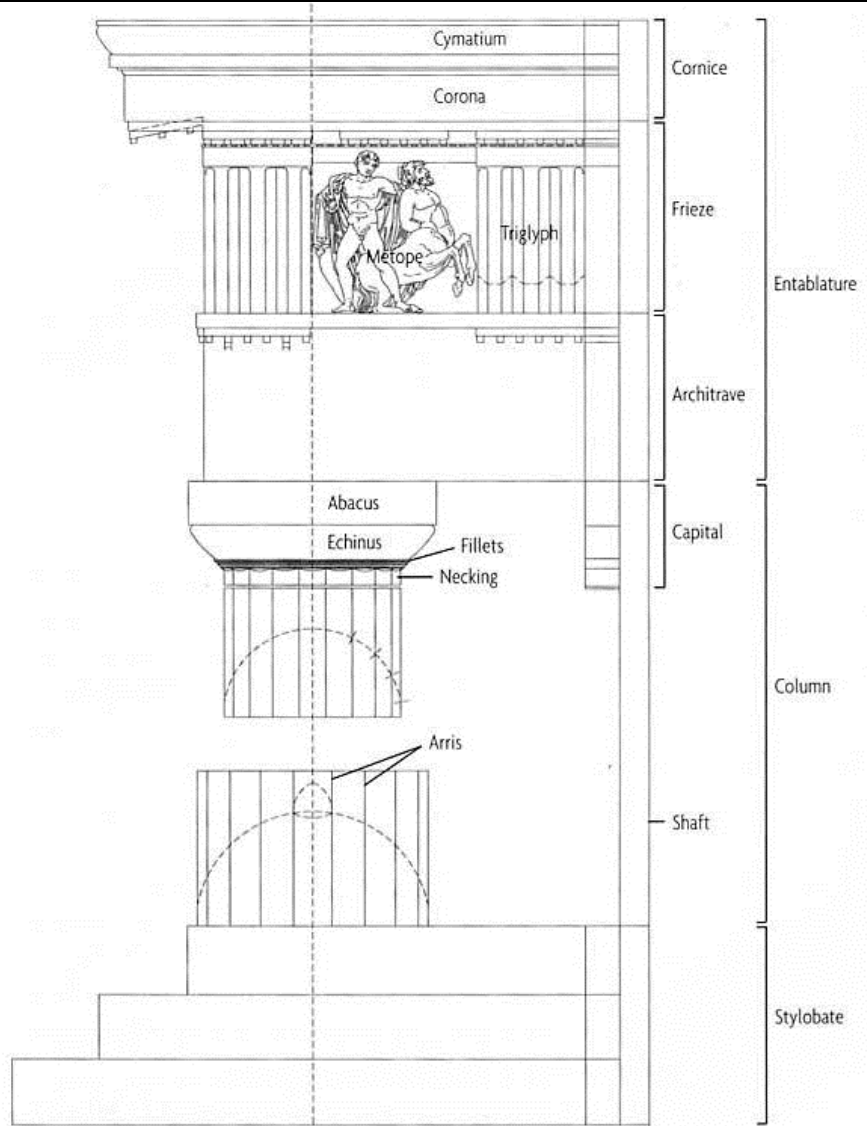 Cymatium
Cornice
Corona
Frieze
Triglyph
Metope
Entablature
Architrave
Abacus
Capital
Echinus
Fillets
Necking
Column
Arris
Shaft
Stylobate